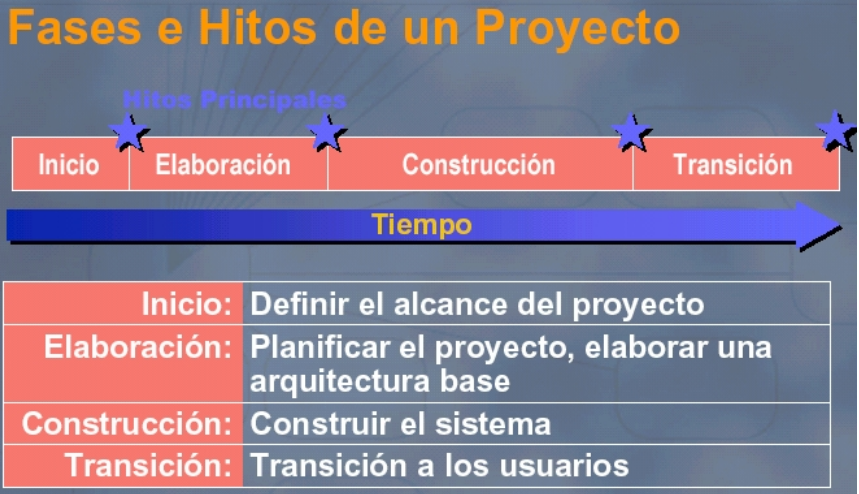 Fases e Hitos de un Proyecto
Hitos Principales
Inicio Elaboración Construcción Transición
Tiempo
Inicio: Definir el alcance del proyecto
Elaboración: Planificar el proyecto, elaborar una
arquitectura base
Construcción: Construir el sistema
Transición: Transición a los usuarios